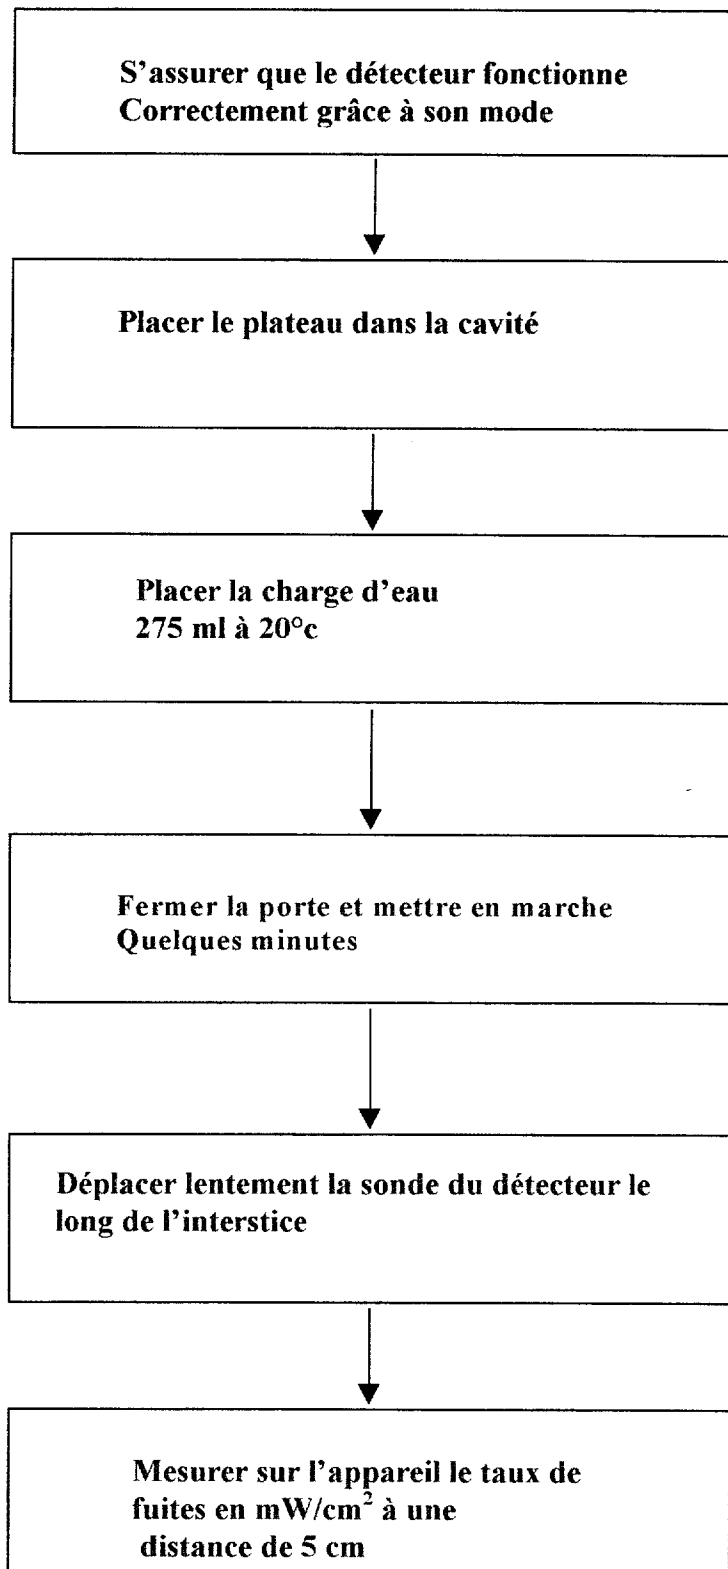 S'assurer que le détecteur fonctionne
Correctement grâce à son mode
Placer le plateau dans la cavité
Placer la charge d'eau
275 ml à 20°c
Fermer la porte et mettre en marche
Quelques minutes
Déplacer lentement la sonde du détecteur le
long de l'interstice
Mesurer sur l'appareil le taux de
fuites en mW/cm² à une
distance de 5 cm